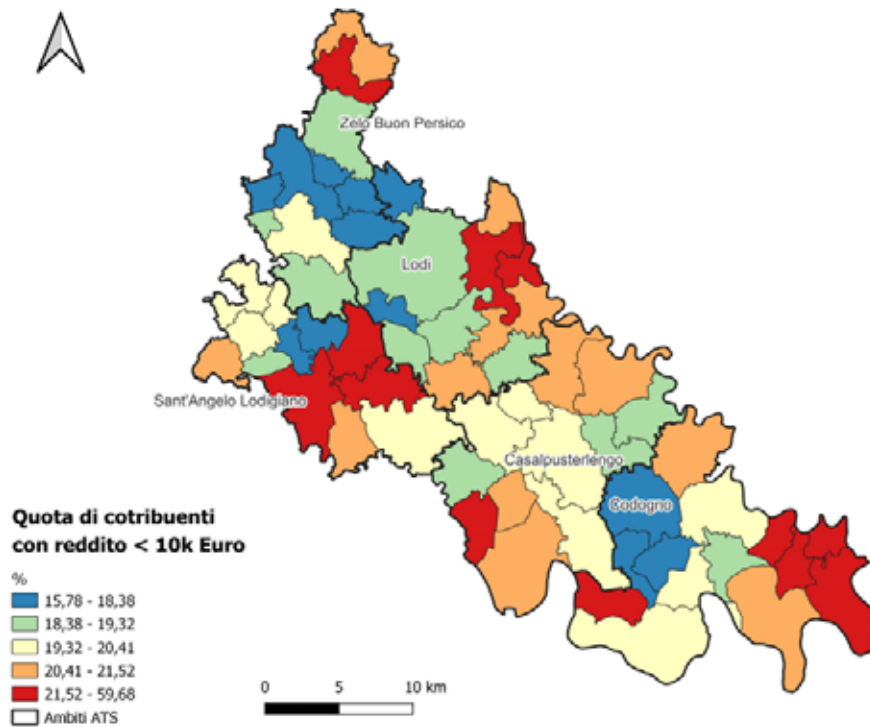 Zelo Buon Persico
Lodi
Sant'Angelo Lodigiano
Casalpusterlengo
Codogno
Quota di cotribuenti
con reddito < 10k Euro
%
15,78 - 18,38
18,38 - 19,32
19,32 - 20,41
20,41 - 21,52
21,52 - 59,68
Ambiti ATS
0 5 10 km